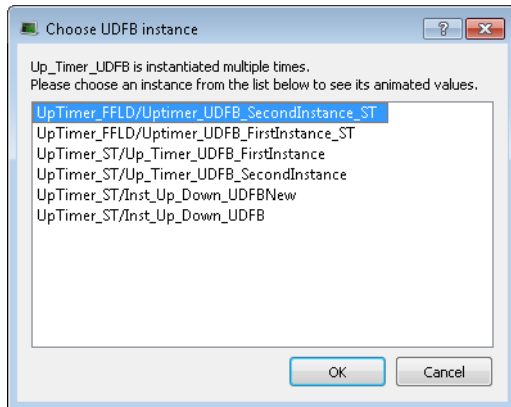 Choose UDFB instance
?
Up_Timer_UDFB is instantiated multiple times.
Please choose an instance from the list below to see its animated values.
UpTimer_FFLD/Uptimer_UDFB_SecondInstance_ST
UpTimer_FFLD/Uptimer_UDFB_FirstInstance_ST
UpTimer_ST/Up_Timer_UDFB_FirstInstance
UpTimer_ST/Up_Timer_UDFB_SecondInstance
UpTimer_ST/Inst_Up_Down_UDFBNew
UpTimer_ST/Inst_Up_Down_UDFB
OK Cancel